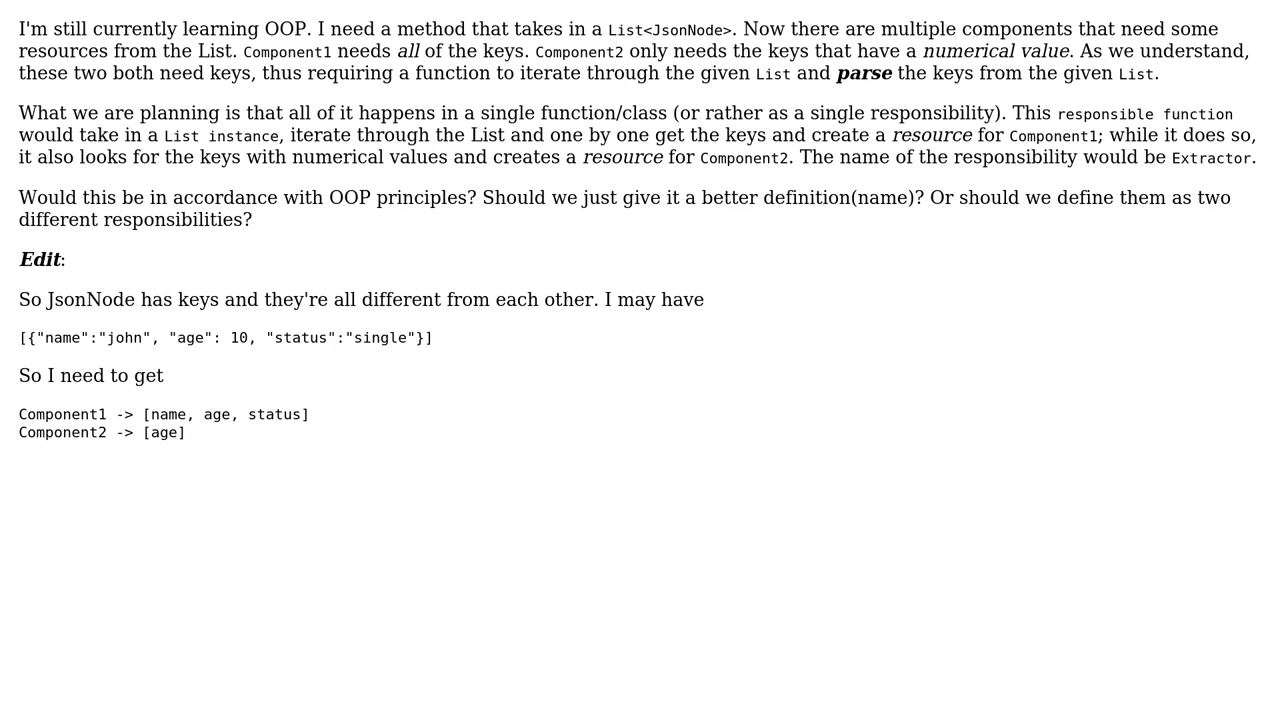 I'm still currently learning OOP. I need a method that takes in a List<JsonNode>. Now there are multiple components that need some
resources from the List. Component1 needs all of the keys. Component2 only needs the keys that have a numerical value. As we understand,
these two both need keys, thus requiring a function to iterate through the given List and parse the keys from the given List.
What we are planning is that all of it happens in a single function/class (or rather as a single responsibility). This responsible function
would take in a List instance, iterate through the List and one by one get the keys and create a resource for Component1; while it does so,
it also looks for the keys with numerical values and creates a resource for Component2. The name of the responsibility would be Extractor.
Would this be in accordance with OOP principles? Should we just give it a better definition(name)? Or should we define them as two
different responsibilities?
Edit:
So JsonNode has keys and they're all different from each other. I may have
[{"name":"john", "age": 10, "status":"single"}]
So I need to get
Component1 -> [name, age, status]
Component2 -> [age]